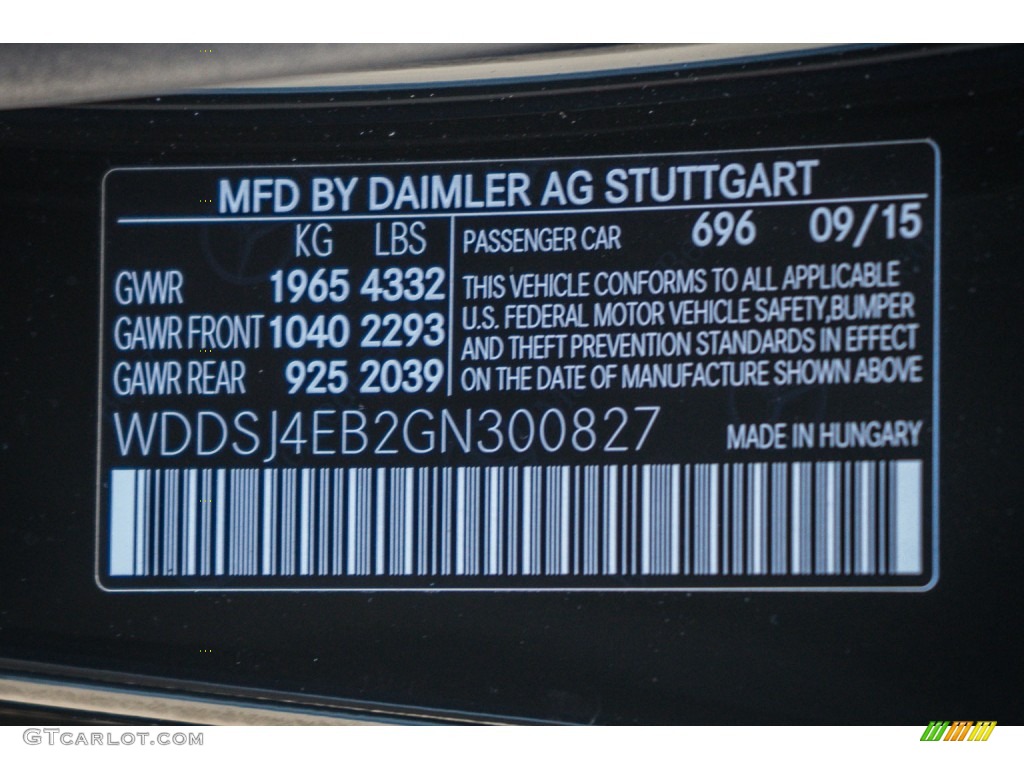 MFD BY DAIMLER AG STUTTGART
KG LBS
GWWR 1965 4332
GAWR FRONT 1040 2293
GAWR REAR 925 2039
PASSENGER CAR 696 09/15
THIS VEHICLE CONFORMS TO ALL APPLICABLE
U.S. FEDERAL MOTOR VEHICLE SAFETY,BUMPER
AND THEFT PREVENTION STANDARDS IN EFFECT
ON THE DATE OF MANUFACTURE SHOWN ABOVE
WDDSJ4EB2GN300827
MADE IN HUNGARY
GTCARLOT.COM